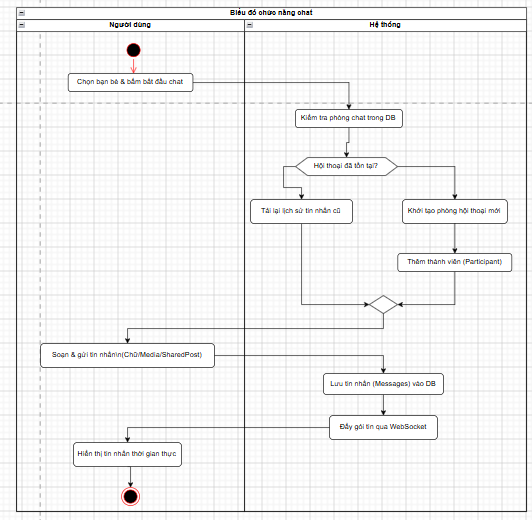 Biểu đồ chức năng chat
Người dùng
Hệ thống
Chọn bạn bè & bấm bắt đầu chat
Kiểm tra phòng chat trong DB
Hội thoại đã tồn tại?
Tải lại lịch sử tin nhắn cũ
Khởi tạo phòng hội thoại mới
Thêm thành viên (Participant)
Soạn & gửi tin nhắn\n(Chữ/Media/SharedPost)
Lưu tin nhắn (Messages) vào DB
Đẩy gói tin qua WebSocket
Hiển thị tin nhắn thời gian thực